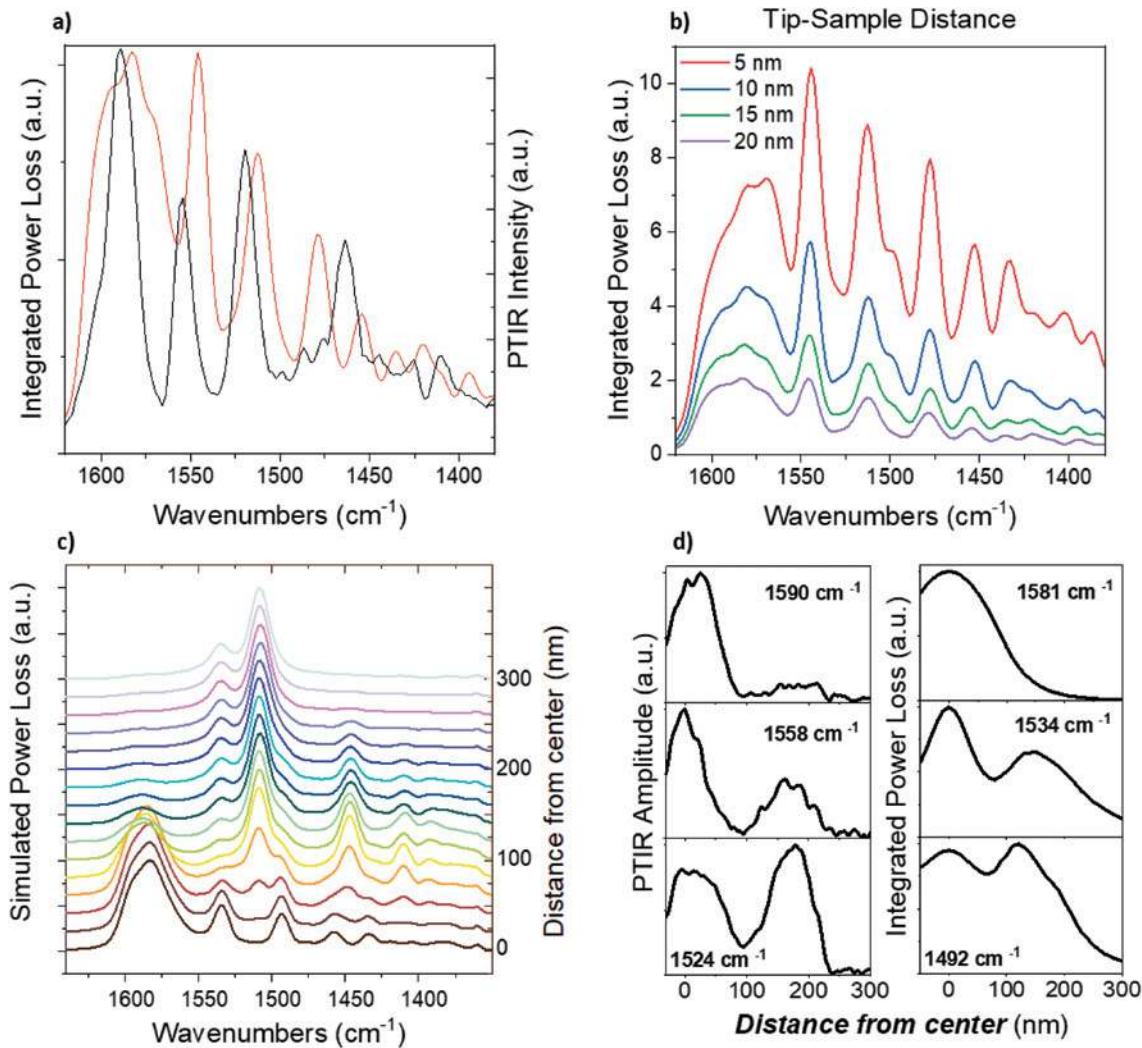 a)
Integrated Power Loss (a.u.)
PTIR Intensity (a.u.)
1600 1550 1500 1450 1400
Wavenumbers (cm⁻¹)
b)
Tip-Sample Distance
5 nm
10 nm
15 nm
20 nm
Integrated Power Loss (a.u.)
10
8
6
4
2
0
1600 1550 1500 1450 1400
Wavenumbers (cm⁻¹)
c)
Simulated Power Loss (a.u.)
300
200
100
0
Distance from center (nm)
1600 1550 1500 1450 1400
Wavenumbers (cm⁻¹)
d)
PTIR Amplitude (a.u.)
1590 cm ⁻¹
1558 cm ⁻¹
1524 cm ⁻¹
0 100 200 300
Integrated Power Loss (a.u.)
1581 cm ⁻¹
1534 cm ⁻¹
1492 cm ⁻¹
0 100 200 300
Distance from center (nm)